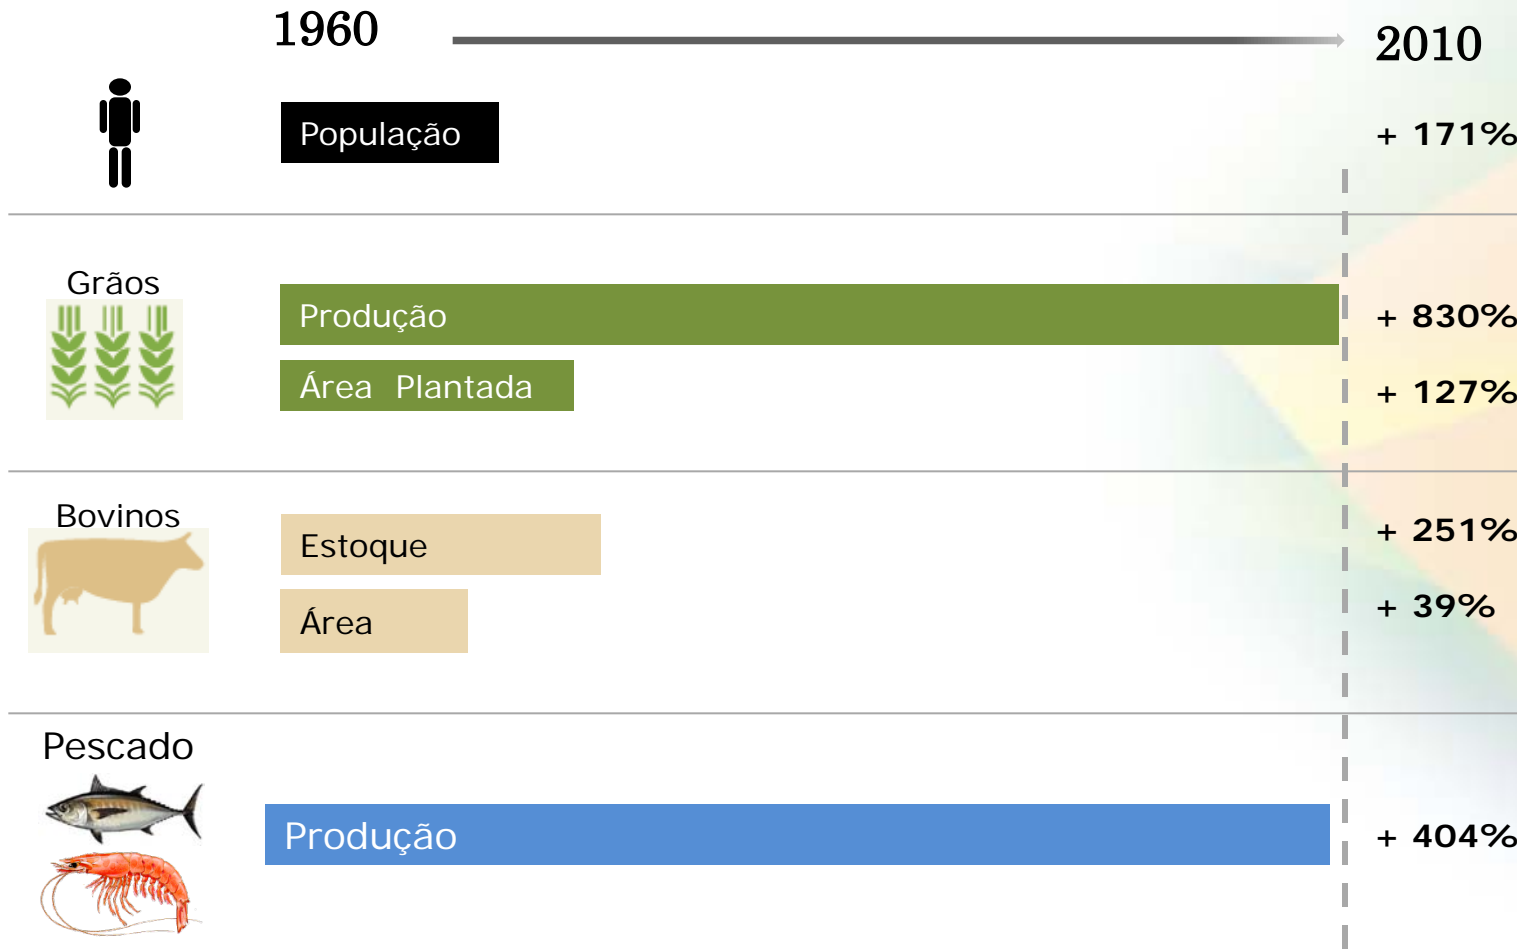 1960
2010
População
+ 171%
Grãos
Produção
+ 830%
Área Plantada
+ 127%
Bovinos
Estoque
+ 251%
Área
+ 39%
Pescado
Produção
+ 404%